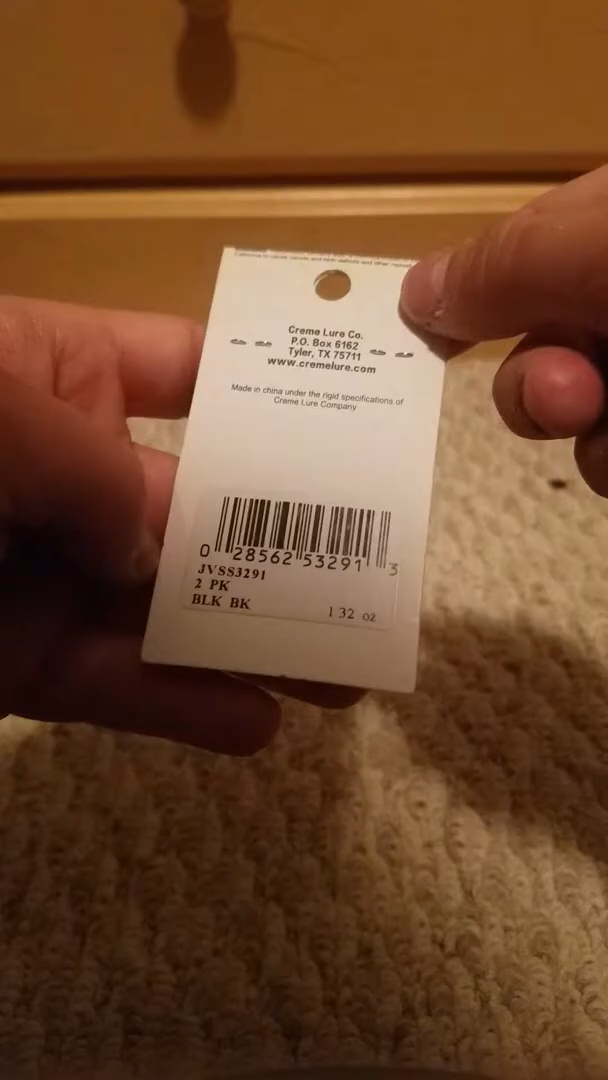 Creme Lure Co.
P.O. Box 6162
Tyler, TX 75711
www.cremelure.com
Made in china under the rigid specifications of
Creme Lure Company
0 28562 53291 3
JVSS3291
2 PK
BLK BK
1 32 oz